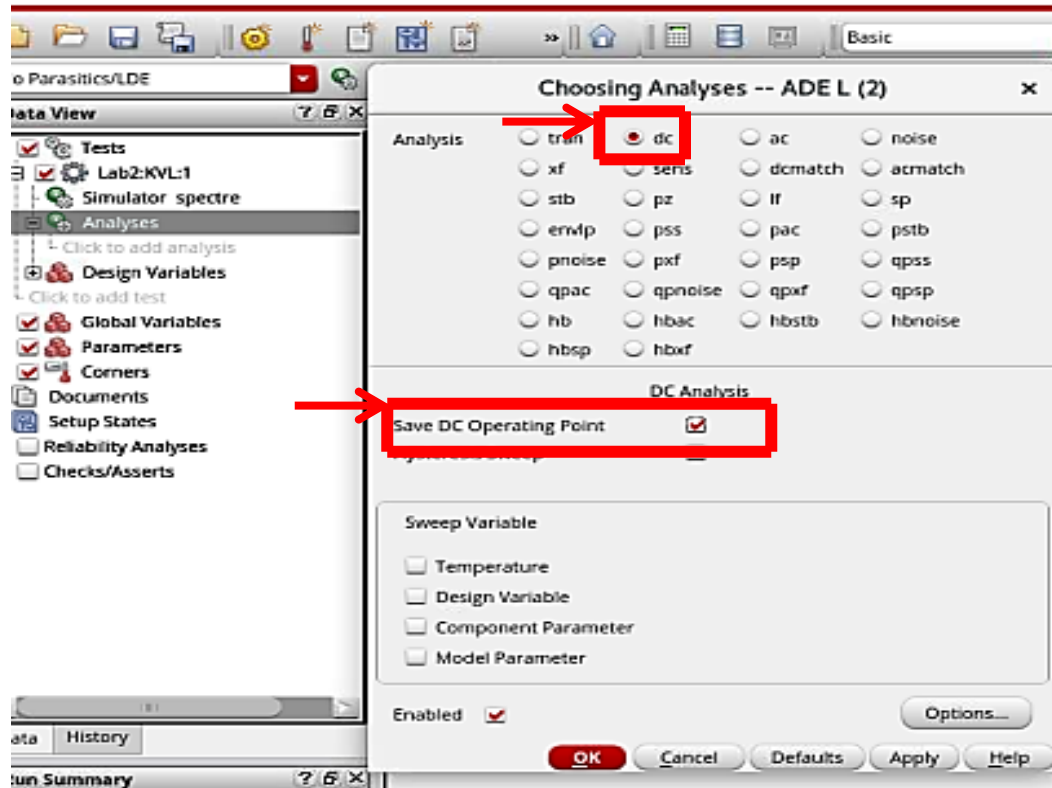 »
Basic
o Parasitics/LDE
Data View
Tests
Lab2:KVL:1
Simulator spectre
Analyses
Click to add analysis
Design Variables
Click to add test
Global Variables
Parameters
Corners
Documents
Setup States
Reliability Analyses
Checks/Asserts
ata History
Run Summary
Choosing Analyses -- ADE L (2)
Analysis tran dc ac noise
xf sens dcmatch acmatch
stb pz lf sp
envlp pss pac pstb
pnoise pxf psp qpss
qpac qpnoise qpxf qpsp
hb hbac hbstb hbnoise
hbsp hbxf
DC Analysis
Save DC Operating Point
Sweep Variable
Temperature
Design Variable
Component Parameter
Model Parameter
Enabled Options...
OK Cancel Defaults Apply Help